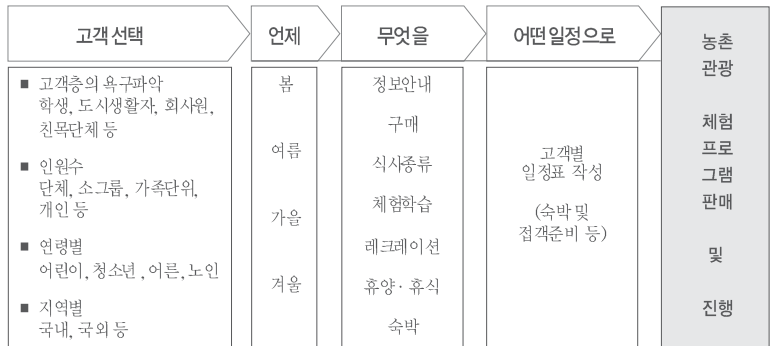 고객 선택
■ 고객층의 욕구파악
학생, 도시생활자, 회사원,
친목단체 등
■ 인원수
단체, 소그룹, 가족단위,
개인 등
■ 연령별
어린이, 청소년, 어른, 노인
■ 지역별
국내, 국외 등
언제
봄
여름
가을
겨울
무엇을
정보안내
구매
식사종류
체험학습
레크레이션
휴양·휴식
숙박
어떤 일정으로
고객별
일정표 작성
(숙박 및
접객준비 등)
농촌
관광
체험
프로
그램
판매
및
진행